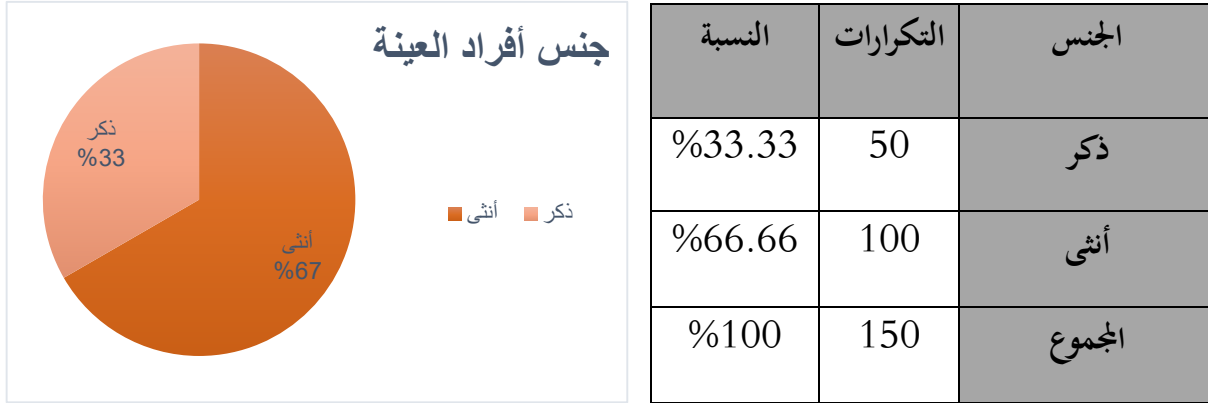 الجنس التكرارات النسبة
ذكر 50 %33.33
أنثى 100 %66.66
المجموع 150 %100
جنس أفراد العينة
ذكر
%33
أنثى
%67
ذكر أنثى